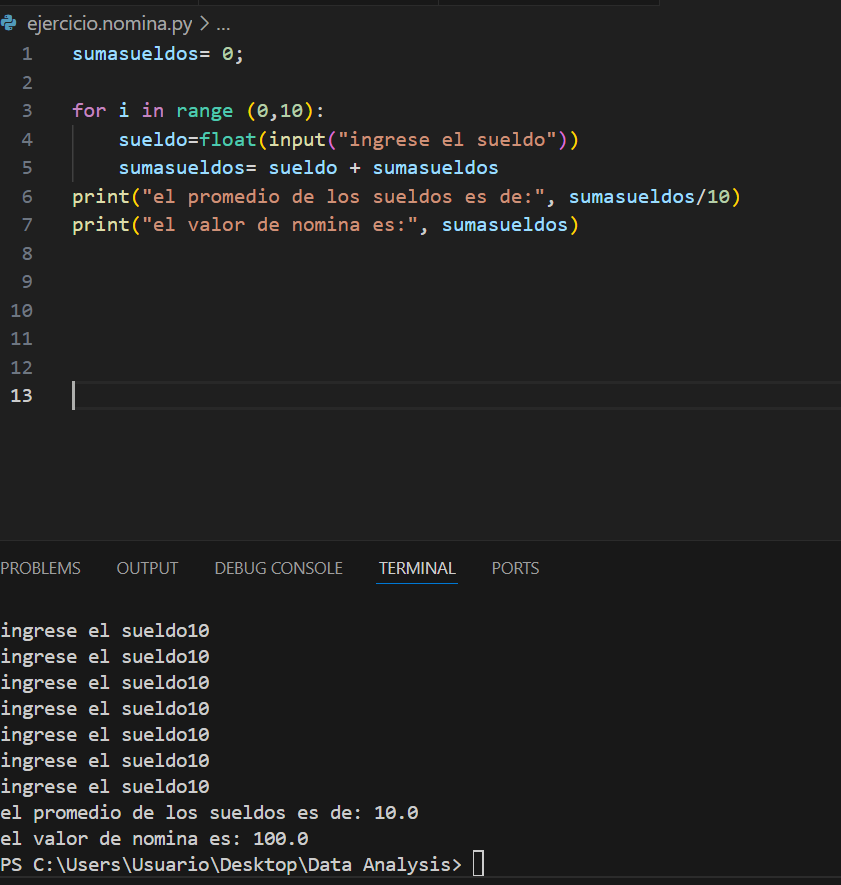 ejercicio.nomina.py > ...
1 sumasueldos= 0;
2
3 for i in range (0,10):
4     sueldo=float(input("ingrese el sueldo"))
5     sumasueldos= sueldo + sumasueldos
6 print("el promedio de los sueldos es de:", sumasueldos/10)
7 print("el valor de nomina es:", sumasueldos)
8
9
10
11
12
13
PROBLEMS OUTPUT DEBUG CONSOLE TERMINAL PORTS
ingrese el sueldo10
ingrese el sueldo10
ingrese el sueldo10
ingrese el sueldo10
ingrese el sueldo10
ingrese el sueldo10
ingrese el sueldo10
el promedio de los sueldos es de: 10.0
el valor de nomina es: 100.0
PS C:\Users\Usuario\Desktop\Data Analysis>